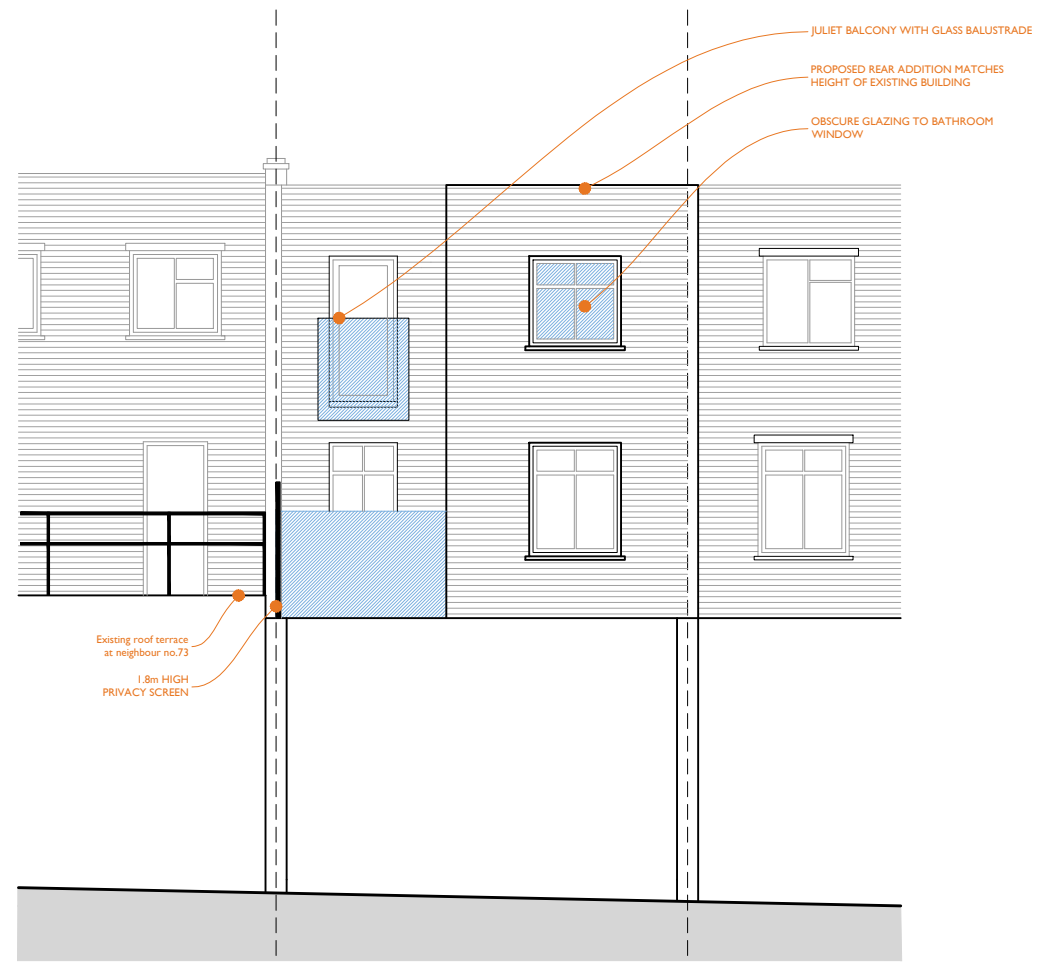 JULIET BALCONY WITH GLASS BALUSTRADE
PROPOSED REAR ADDITION MATCHES
HEIGHT OF EXISTING BUILDING
OBSCURE GLAZING TO BATHROOM
WINDOW
Existing roof terrace
at neighbour no.73
1.8m HIGH
PRIVACY SCREEN